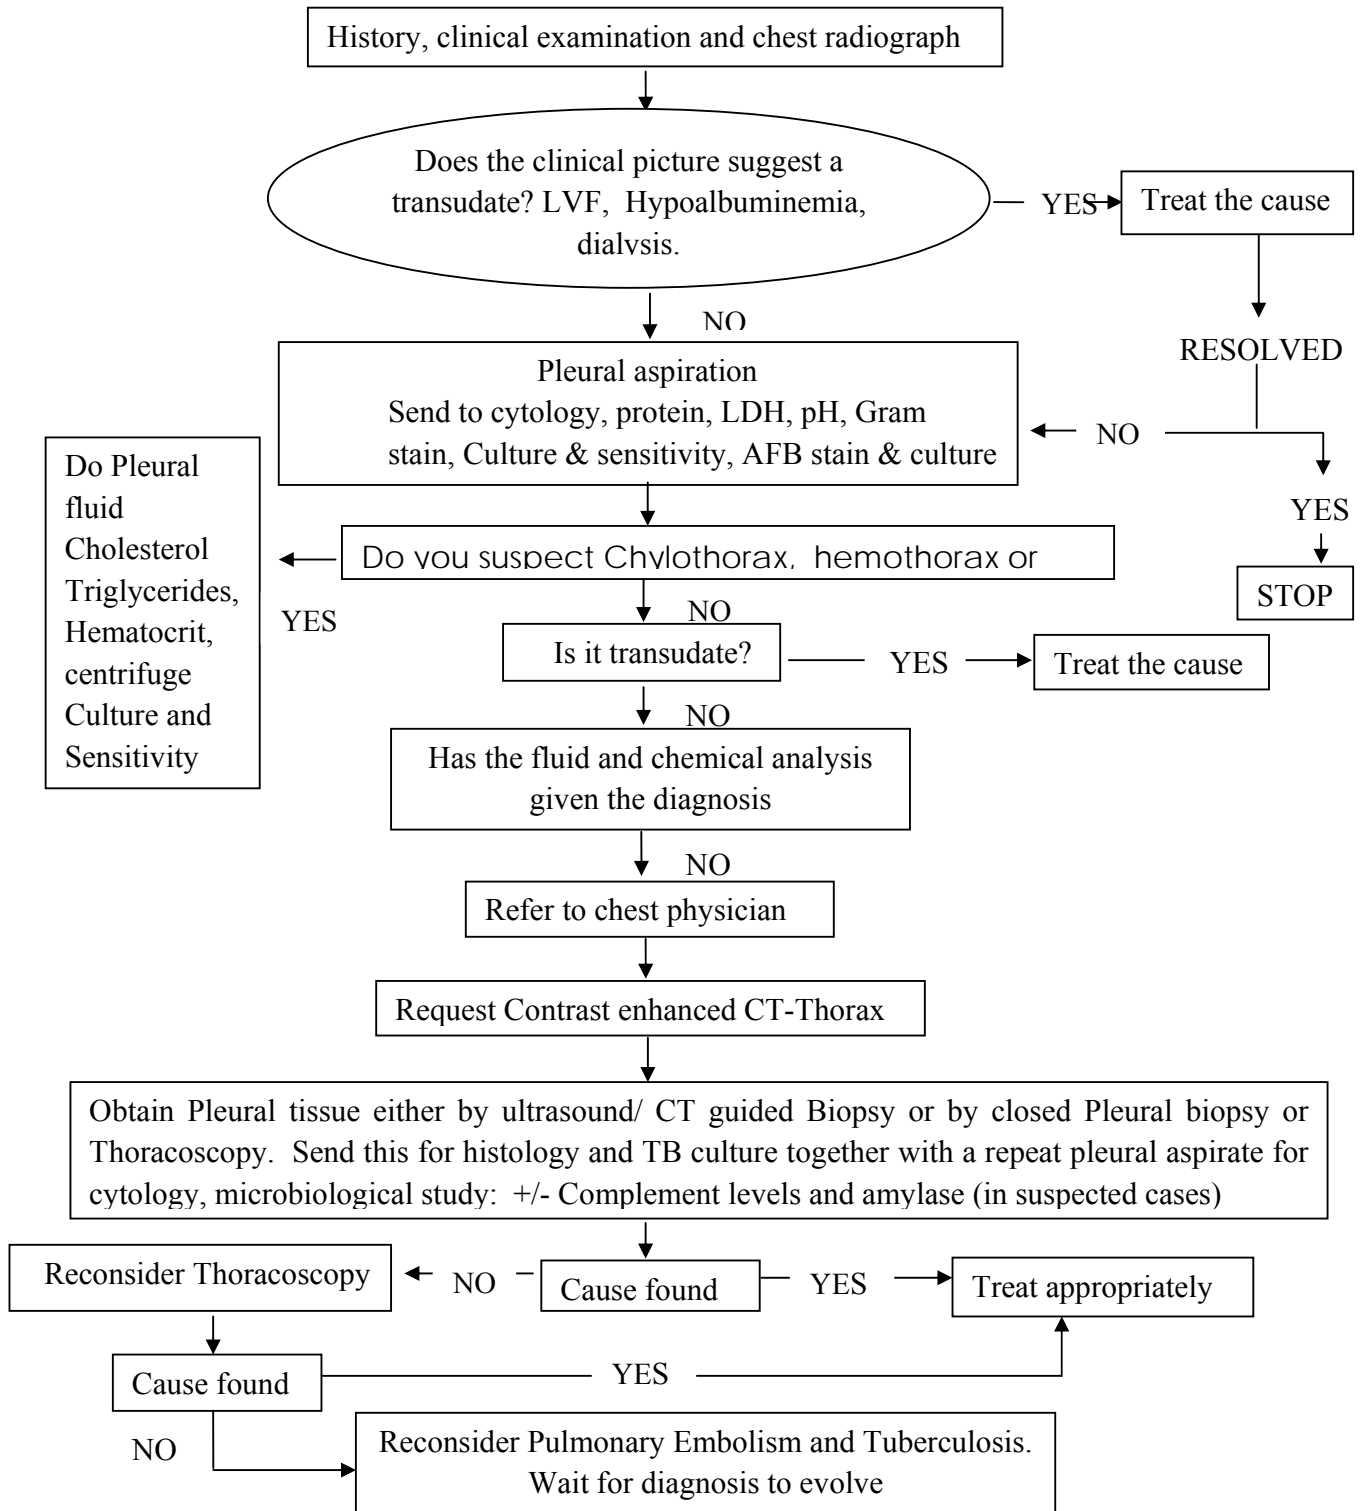 History, clinical examination and chest radiograph
Does the clinical picture suggest a
transudate? LVF, Hypoalbuminemia,
dialysis.
YES
Treat the cause
NO
RESOLVED
Pleural aspiration
Send to cytology, protein, LDH, pH, Gram
stain, Culture & sensitivity, AFB stain & culture
NO
YES
STOP
Do Pleural
fluid
Cholesterol
Triglycerides,
Hematocrit,
centrifuge
Culture and
Sensitivity
YES
Do you suspect Chylothorax, hemothorax or
NO
Is it transudate?
YES
Treat the cause
NO
Has the fluid and chemical analysis
given the diagnosis
NO
Refer to chest physician
Request Contrast enhanced CT-Thorax
Obtain Pleural tissue either by ultrasound/ CT guided Biopsy or by closed Pleural biopsy or
Thoracoscopy. Send this for histology and TB culture together with a repeat pleural aspirate for
cytology, microbiological study: +/- Complement levels and amylase (in suspected cases)
Reconsider Thoracoscopy
NO
Cause found
YES
Treat appropriately
Cause found
YES
NO
Reconsider Pulmonary Embolism and Tuberculosis.
Wait for diagnosis to evolve